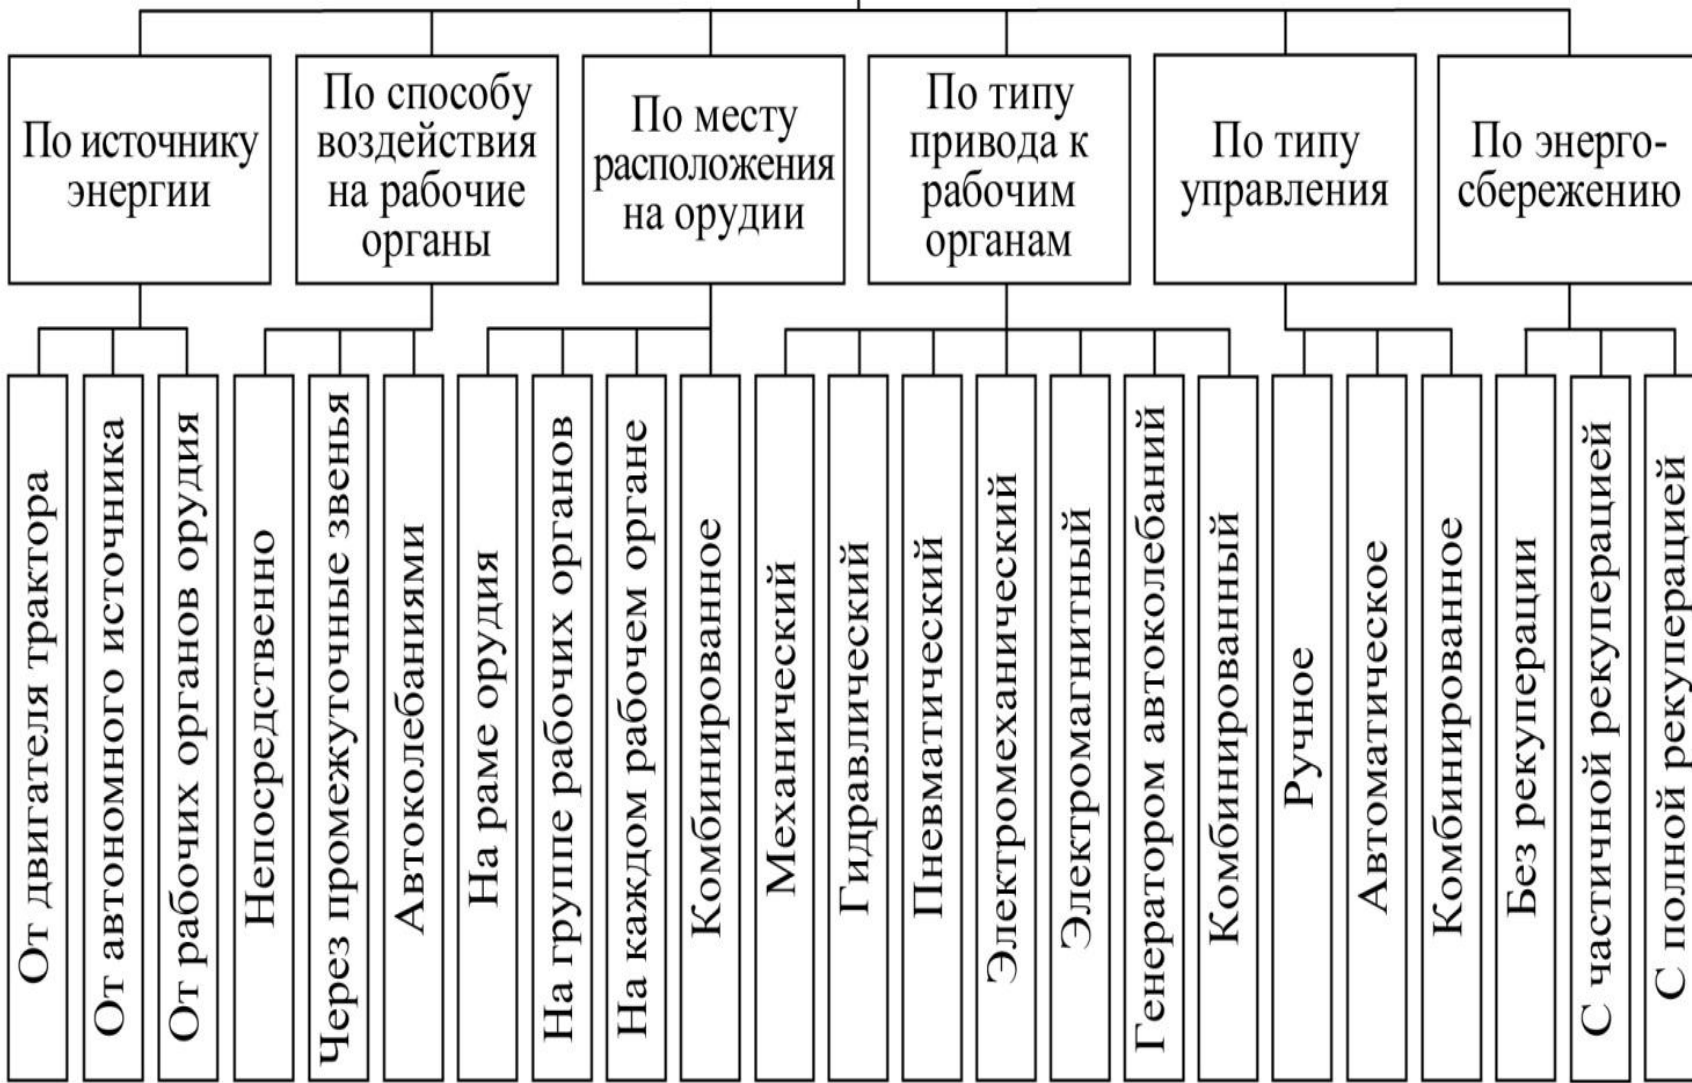 По источнику
энергии
По способу
воздействия
на рабочие
органы
По месту
расположения
на орудии
По типу
привода к
рабочим
органам
По типу
управления
По энерго-
сбережению
От двигателя трактора
От автономного источника
От рабочих органов орудия
Непосредственно
Через промежуточные звенья
Автоколебаниями
На раме орудия
На группе рабочих органов
На каждом рабочем органе
Комбинированное
Механический
Гидравлический
Пневматический
Электромеханический
Электромагнитный
Генератором автоколебаний
Комбинированный
Ручное
Автоматическое
Комбинированное
Без рекуперации
С частичной рекуперацией
С полной рекуперацией